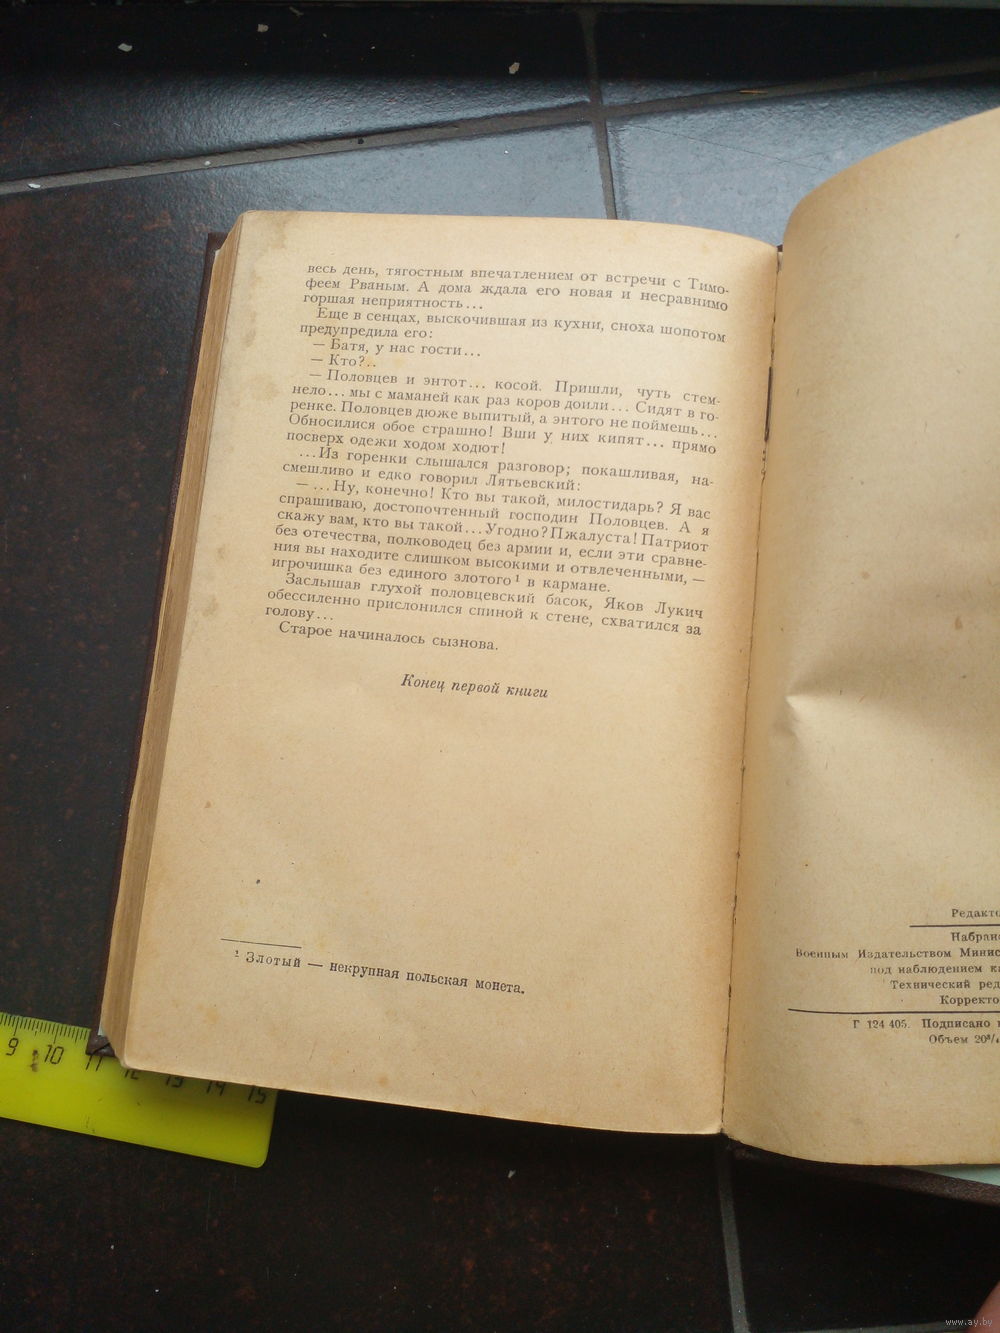 весь день, тягостным впечатлением от встречи с Тимо-
феем Рваным. А дома ждала его новая и несравнимо
горшая неприятность...
Еще в сенцах, выскочившая из кухни, сноха шопотом
предупредила его:
— Батя, у нас гости...
— Кто?..
— Половцев и энтот... косой. Пришли, чуть стем-
нело... мы с маманей как раз коров доили... Сидят в го-
ренке. Половцев дюже выпитый, а энтого не поймешь...
Обносилися обое страшно! Вши у них кипят... прямо
посверх одежи ходом ходют!
...Из горенки слышался разговор; покашливая, на-
смешливо и едко говорил Лятьевский:
— ...Ну, конечно! Кто вы такой, милостидарь? Я вас
спрашиваю, достопочтенный господин Половцев. А я
скажу вам, кто вы такой... Угодно? Пжалуста! Патриот
без отечества, полководец без армии и, если эти сравне-
ния вы находите слишком высокими и отвлеченными, —
игрочишка без единого злотого¹ в кармане.
Заслышав глухой половцевский басок, Яков Лукич
обессиленно прислонился спиной к стене, схватился за
голову...
Старое начиналось сызнова.
Конец первой книги
¹ Злотый — некрупная польская монета.
Редакто
Набрано
Военным Издательством Минис
под наблюдением
Технический ред
Корректо
Г 124 405. Подписано
Объем 20³/₄
9 10 11 12 13 14 15
www.ay.by